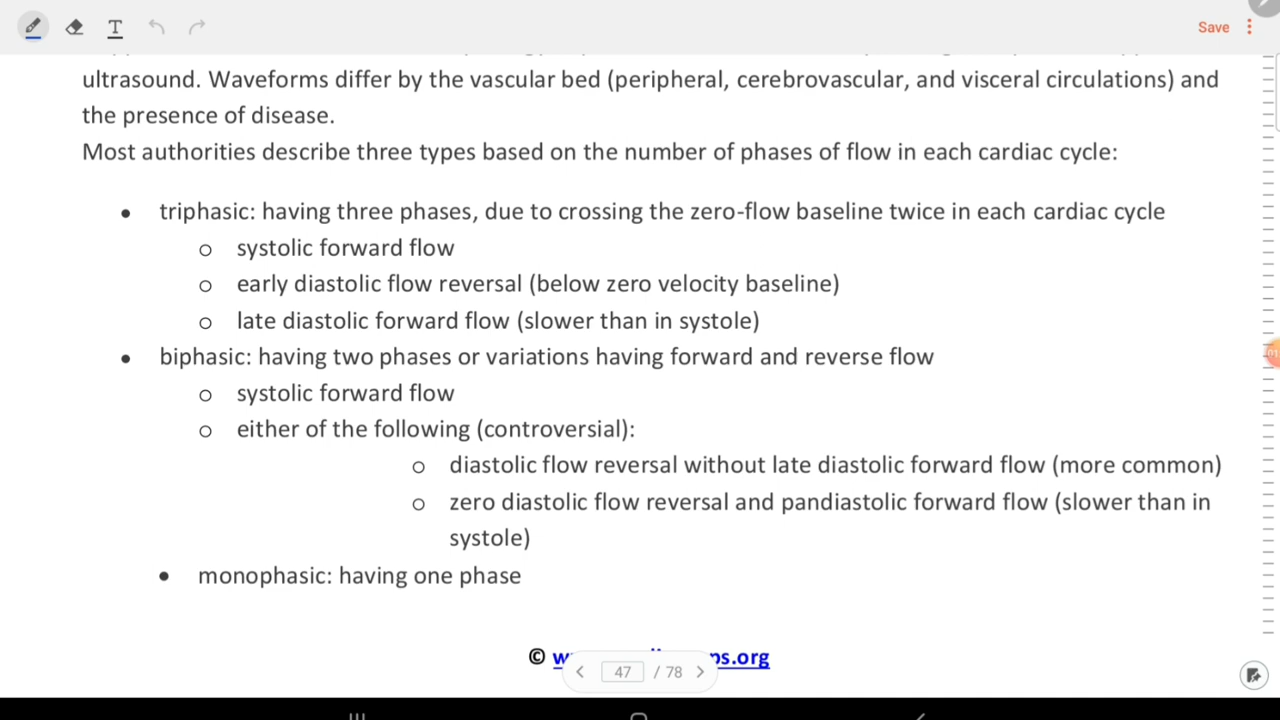 T
Save
ultrasound. Waveforms differ by the vascular bed (peripheral, cerebrovascular, and visceral circulations) and
the presence of disease.
Most authorities describe three types based on the number of phases of flow in each cardiac cycle:
• triphasic: having three phases, due to crossing the zero-flow baseline twice in each cardiac cycle
o systolic forward flow
o early diastolic flow reversal (below zero velocity baseline)
o late diastolic forward flow (slower than in systole)
• biphasic: having two phases or variations having forward and reverse flow
o systolic forward flow
o either of the following (controversial):
o diastolic flow reversal without late diastolic forward flow (more common)
o zero diastolic flow reversal and pandiastolic forward flow (slower than in
systole)
• monophasic: having one phase
©
47 / 78